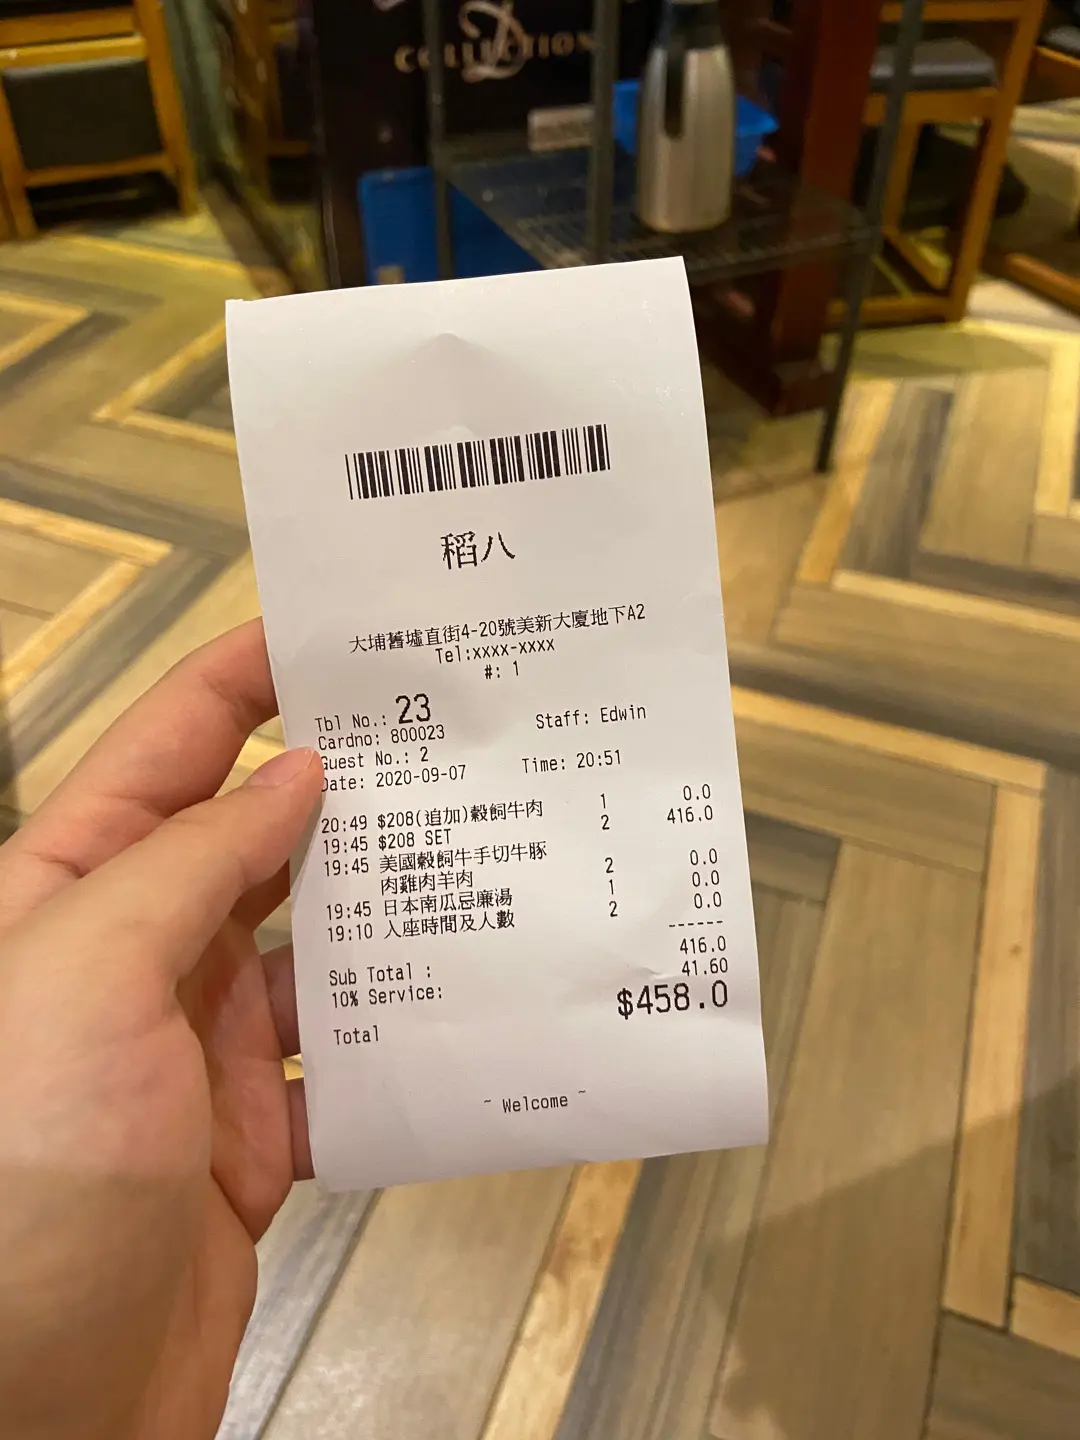 COLLECTION
D
稻八
大埔舊墟直街4-20號美新大廈地下A2
Tel:xxxx-xxxx
#: 1
Tbl No.: 23
Cardno: 800023 Staff: Edwin
Guest No.: 2
Date: 2020-09-07 Time: 20:51
20:49 $208(追加)穀飼牛肉 1 0.0
19:45 $208 SET 2 416.0
19:45 美國穀飼牛手切牛豚
肉雞肉羊肉 2 0.0
19:45 日本南瓜忌廉湯 1 0.0
19:10 入座時間及人數 2 0.0
------
Sub Total : 416.0
10% Service: 41.60
Total $458.0
~ Welcome ~